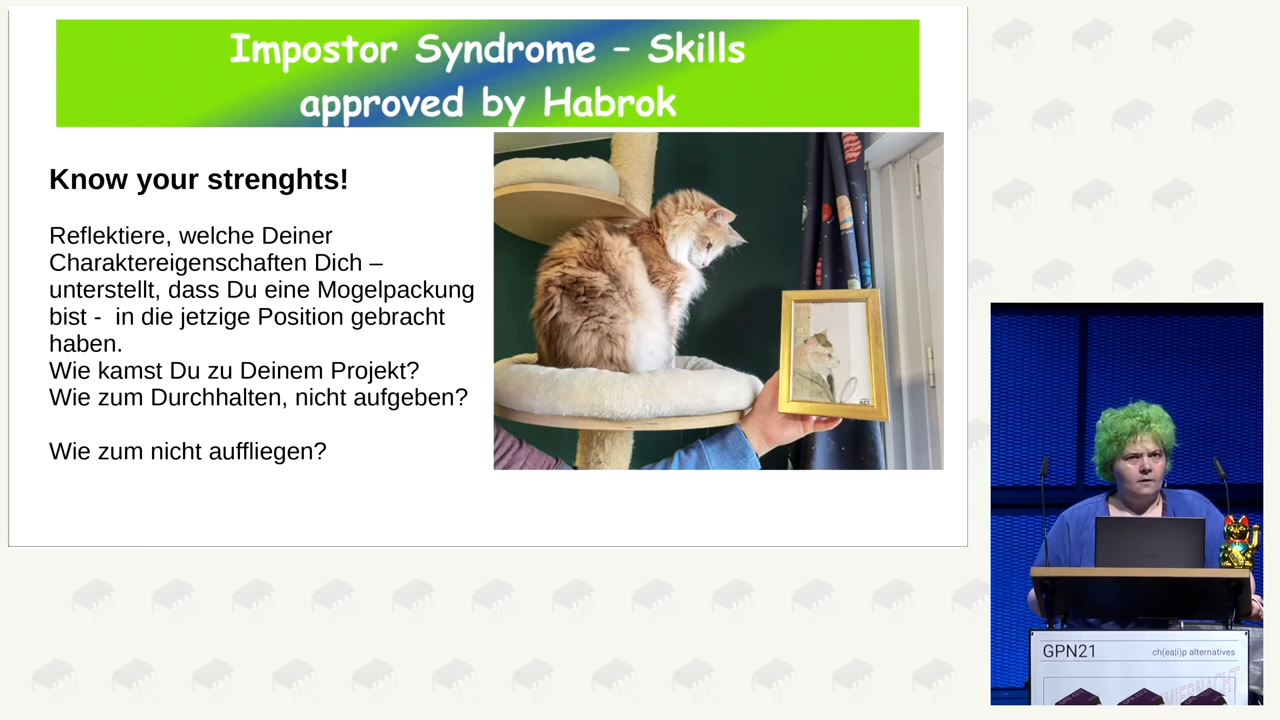 Impostor Syndrome – Skills
approved by Habrok
Know your strenghts!
Reflektiere, welche Deiner
Charaktereigenschaften Dich –
unterstellt, dass Du eine Mogelpackung
bist -  in die jetzige Position gebracht
haben.
Wie kamst Du zu Deinem Projekt?
Wie zum Durchhalten, nicht aufgeben?
Wie zum nicht auffliegen?
GPN21
ch(ea|i)p alternatives